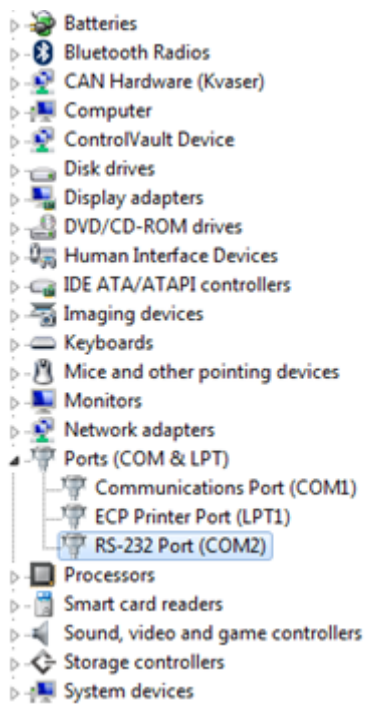 Batteries
Bluetooth Radios
CAN Hardware (Kvaser)
Computer
ControlVault Device
Disk drives
Display adapters
DVD/CD-ROM drives
Human Interface Devices
IDE ATA/ATAPI controllers
Imaging devices
Keyboards
Mice and other pointing devices
Monitors
Network adapters
Ports (COM & LPT)
Communications Port (COM1)
ECP Printer Port (LPT1)
RS-232 Port (COM2)
Processors
Smart card readers
Sound, video and game controllers
Storage controllers
System devices